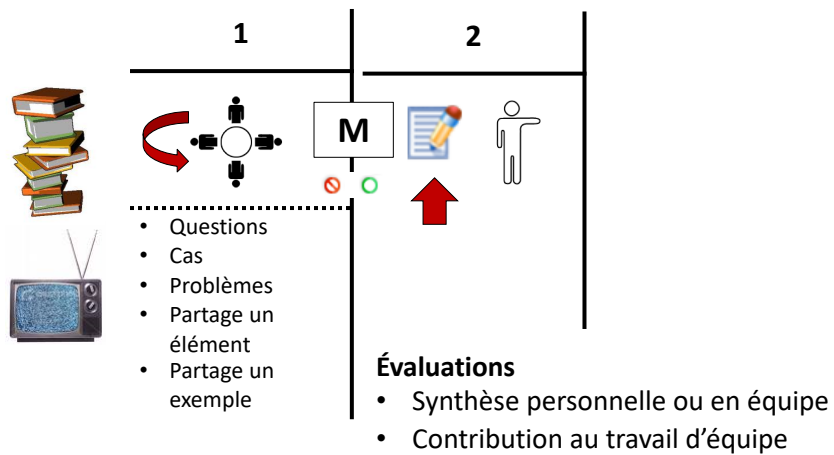 1
2
M
• Questions
• Cas
• Problèmes
• Partage un
élément
• Partage un
exemple
Évaluations
• Synthèse personnelle ou en équipe
• Contribution au travail d'équipe